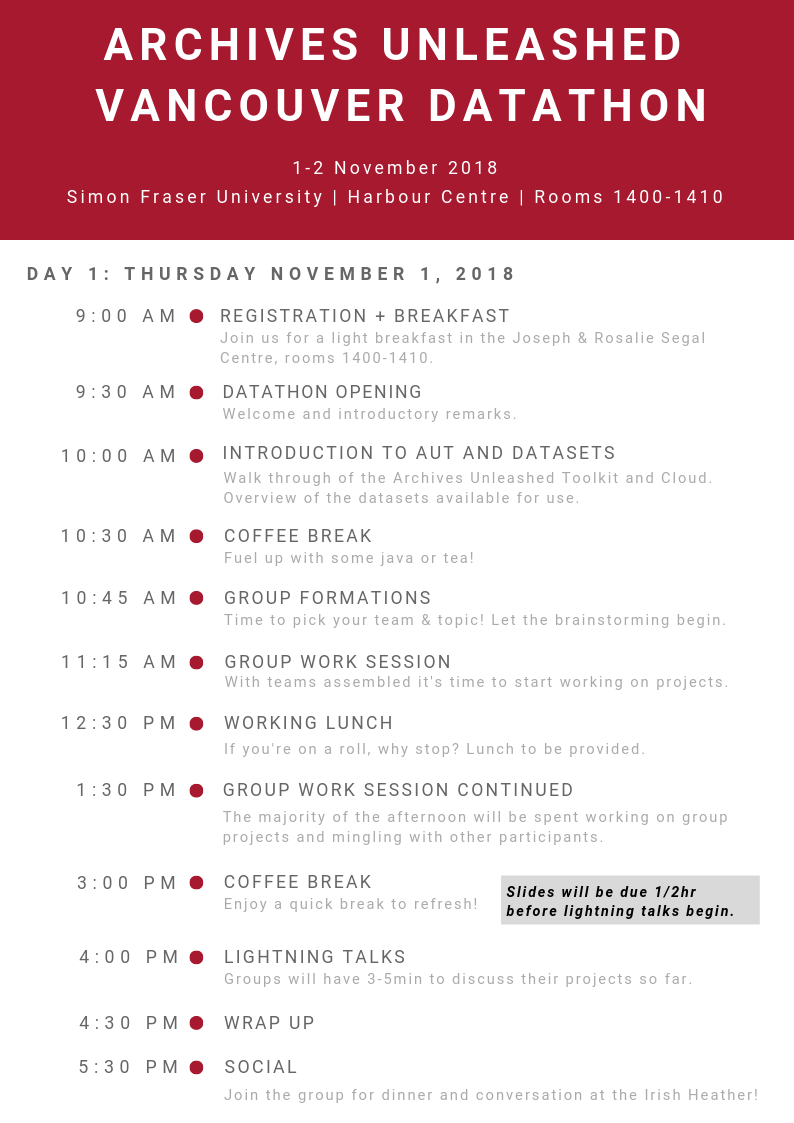 ARCHIVES UNLEASHED
VANCOUVER DATATHON
1-2 November 2018
Simon Fraser University | Harbour Centre | Rooms 1400-1410
DAY 1: THURSDAY NOVEMBER 1, 2018
9:00 AM REGISTRATION + BREAKFAST
Join us for a light breakfast in the Joseph & Rosalie Segal
Centre, rooms 1400-1410.
9:30 AM DATATHON OPENING
Welcome and introductory remarks.
10:00 AM INTRODUCTION TO AUT AND DATASETS
Walk through of the Archives Unleashed Toolkit and Cloud.
Overview of the datasets available for use.
10:30 AM COFFEE BREAK
Fuel up with some java or tea!
10:45 AM GROUP FORMATIONS
Time to pick your team & topic! Let the brainstorming begin.
11:15 AM GROUP WORK SESSION
With teams assembled it's time to start working on projects.
12:30 PM WORKING LUNCH
If you're on a roll, why stop? Lunch to be provided.
1:30 PM GROUP WORK SESSION CONTINUED
The majority of the afternoon will be spent working on group
projects and mingling with other participants.
3:00 PM COFFEE BREAK
Enjoy a quick break to refresh!
Slides will be due 1/2hr
before lightning talks begin.
4:00 PM LIGHTNING TALKS
Groups will have 3-5min to discuss their projects so far.
4:30 PM WRAP UP
5:30 PM SOCIAL
Join the group for dinner and conversation at the Irish Heather!